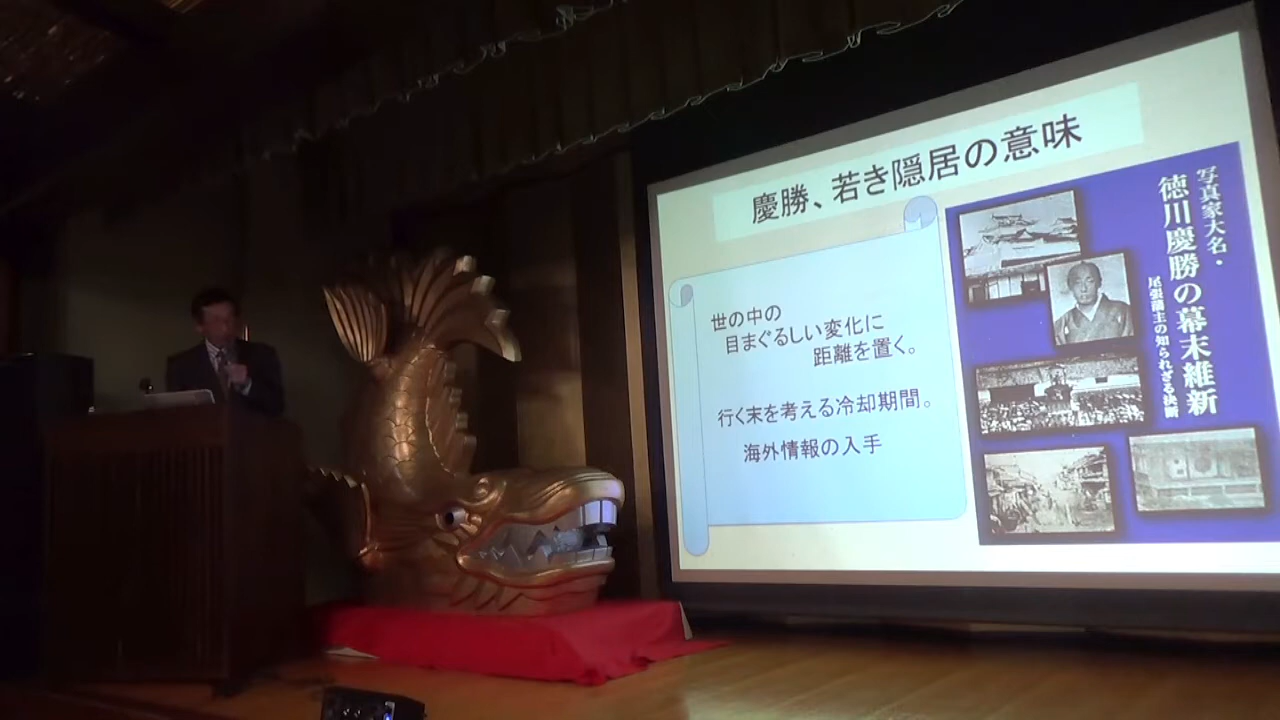 慶勝、若き隠居の意味
世の中の
目まぐるしい変化に
距離を置く。
行く末を考える冷却期間。
海外情報の入手
写真家大名・
徳川慶勝の幕末維新
尾張藩主の知られざる決断